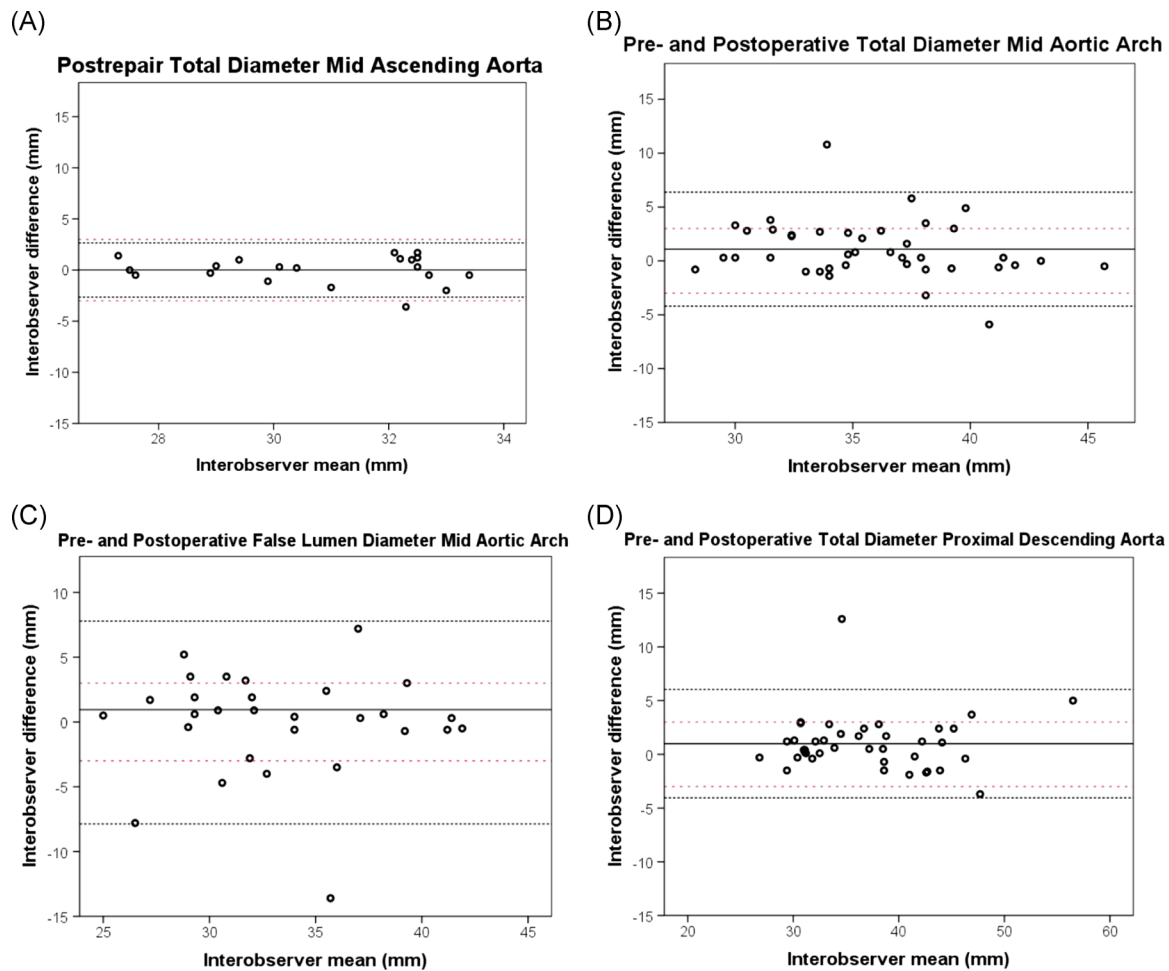 (A)
Postrepair Total Diameter Mid Ascending Aorta
Interobserver difference (mm)
15
10
5
0
-5
-10
-15
28 30 32 34
Interobserver mean (mm)
(B)
Pre- and Postoperative Total Diameter Mid Aortic Arch
Interobserver difference (mm)
15
10
5
0
-5
-10
-15
30 35 40 45
Interobserver mean (mm)
(C)
Pre- and Postoperative False Lumen Diameter Mid Aortic Arch
Interobserver difference (mm)
10
5
0
-5
-10
-15
25 30 35 40 45
Interobserver mean (mm)
(D)
Pre- and Postoperative Total Diameter Proximal Descending Aorta
Interobserver difference (mm)
15
10
5
0
-5
-10
-15
20 30 40 50 60
Interobserver mean (mm)